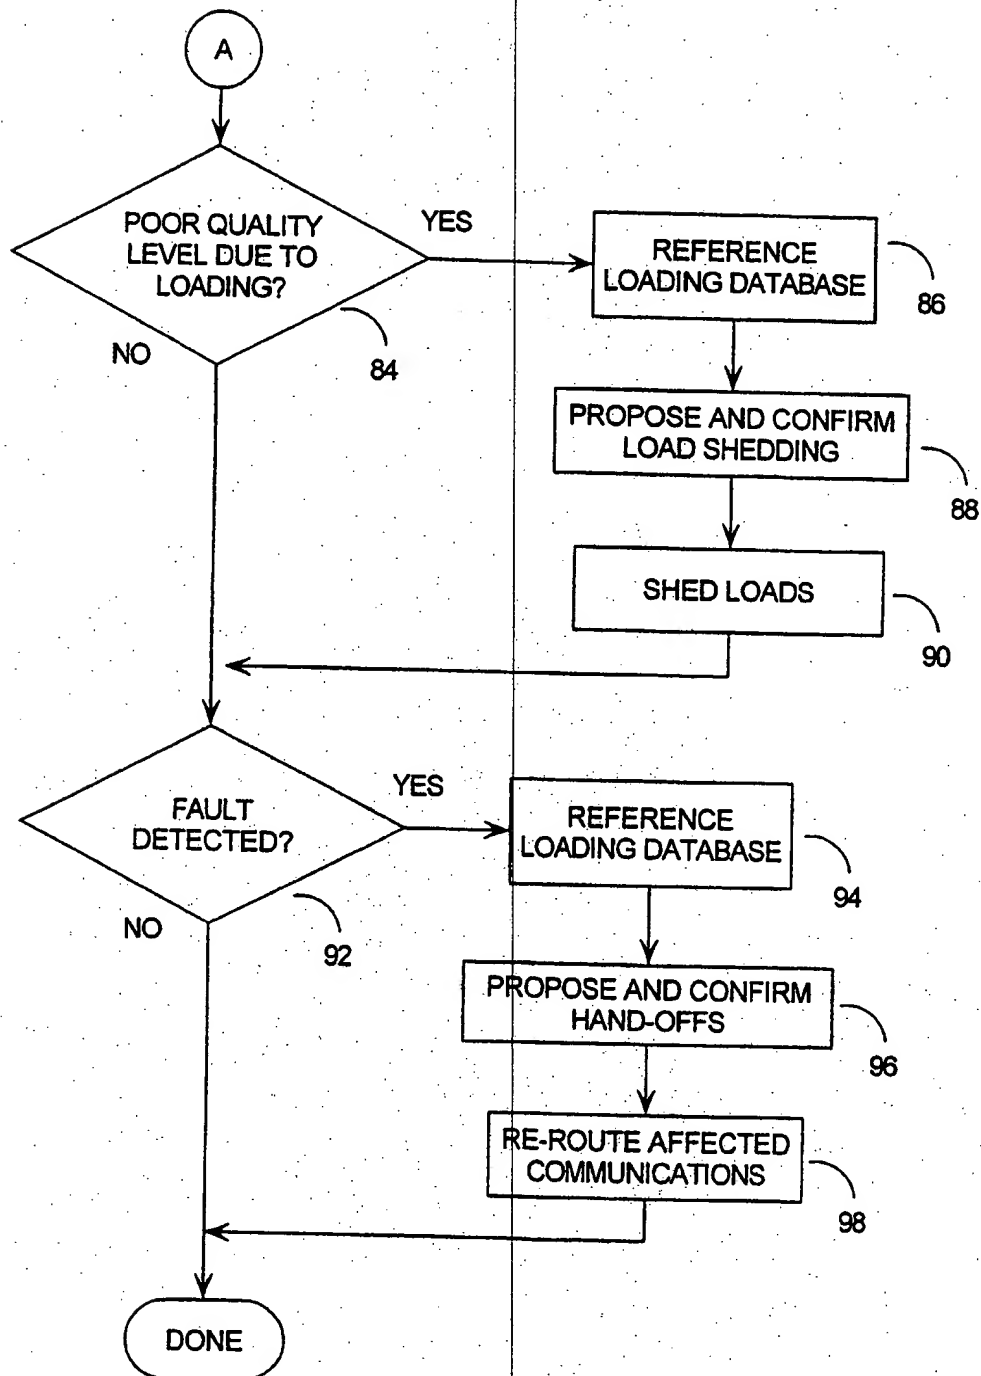 A
POOR QUALITY
LEVEL DUE TO
LOADING?
YES
NO
84
REFERENCE
LOADING DATABASE
86
PROPOSE AND CONFIRM
LOAD SHEDDING
88
SHED LOADS
90
FAULT
DETECTED?
YES
NO
92
REFERENCE
LOADING DATABASE
94
PROPOSE AND CONFIRM
HAND-OFFS
96
RE-ROUTE AFFECTED
COMMUNICATIONS
98
DONE